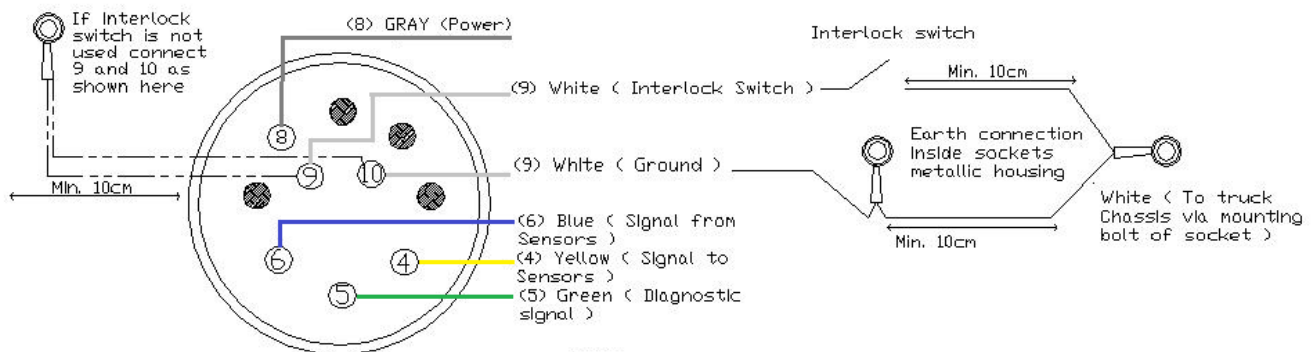 If Interlock
switch is not
used connect
9 and 10 as
shown here
Min. 10cm
(8) GRAY (Power)
(9) White ( Interlock Switch )
(9) White ( Ground )
(6) Blue ( Signal from
Sensors )
(4) Yellow ( Signal to
Sensors )
(5) Green ( Diagnostic
signal )
8
9
10
6
4
5
Interlock switch
Min. 10cm
Earth connection
inside sockets
metallic housing
Min. 10cm
White ( To truck
Chassis via mounting
bolt of socket )